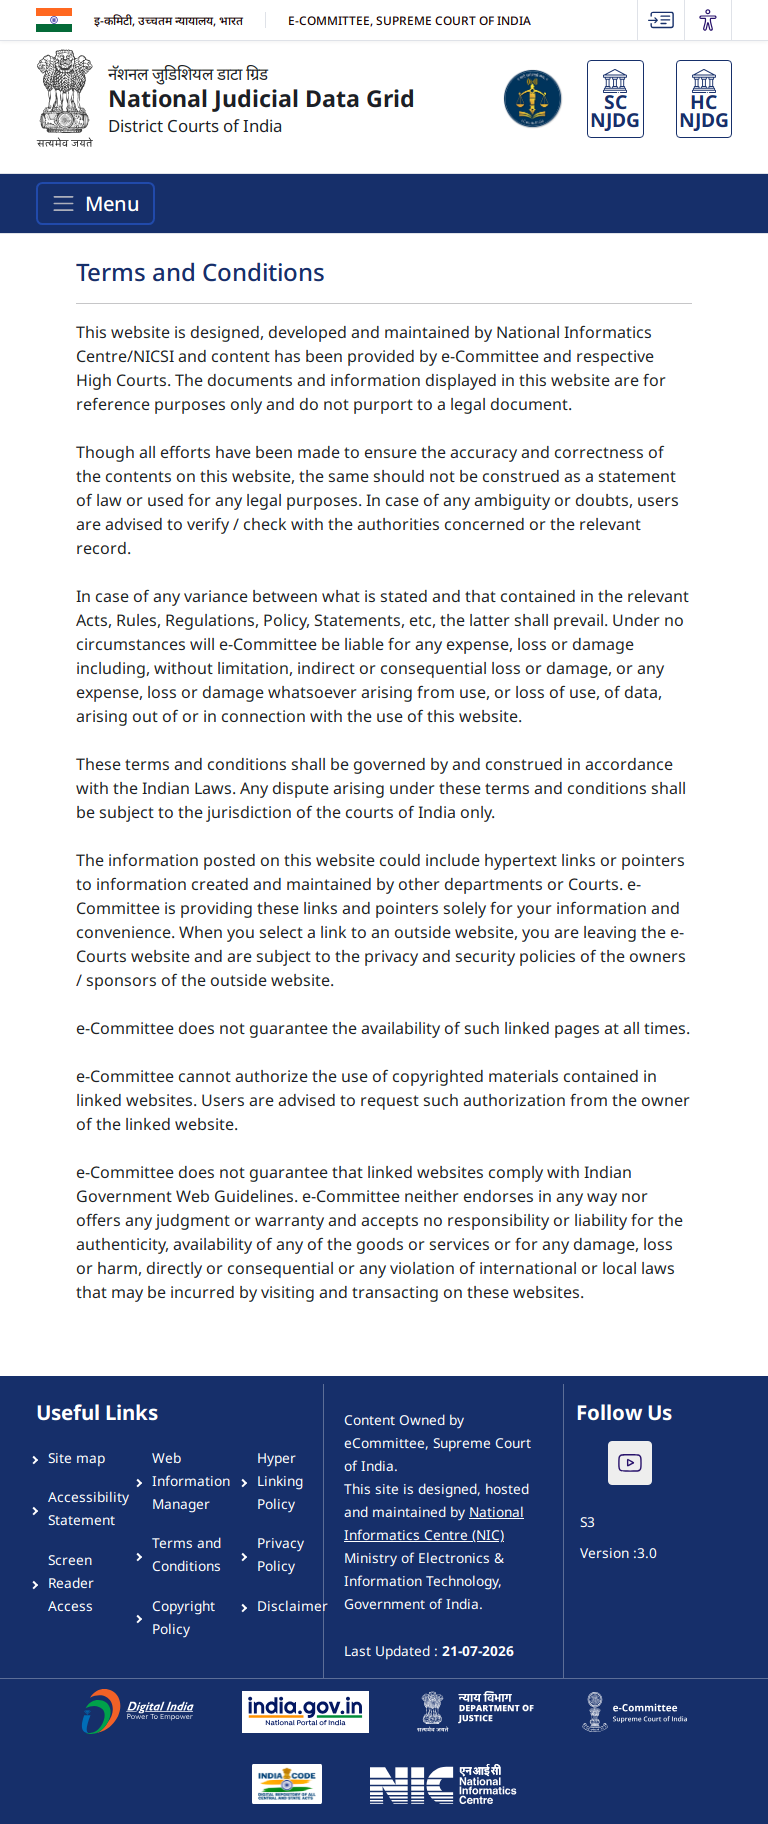 इ-कमिटी, उच्चतम न्यायालय, भारत
E-COMMITTEE, SUPREME COURT OF INDIA
नॅशनल जुडिशियल डाटा ग्रिड
National Judicial Data Grid
District Courts of India
सत्यमेव जयते
SC
NJDG
HC
NJDG
Menu
Terms and Conditions
This website is designed, developed and maintained by National Informatics
Centre/NICSI and content has been provided by e-Committee and respective
High Courts. The documents and information displayed in this website are for
reference purposes only and do not purport to a legal document.
Though all efforts have been made to ensure the accuracy and correctness of
the contents on this website, the same should not be construed as a statement
of law or used for any legal purposes. In case of any ambiguity or doubts, users
are advised to verify / check with the authorities concerned or the relevant
record.
In case of any variance between what is stated and that contained in the relevant
Acts, Rules, Regulations, Policy, Statements, etc, the latter shall prevail. Under no
circumstances will e-Committee be liable for any expense, loss or damage
including, without limitation, indirect or consequential loss or damage, or any
expense, loss or damage whatsoever arising from use, or loss of use, of data,
arising out of or in connection with the use of this website.
These terms and conditions shall be governed by and construed in accordance
with the Indian Laws. Any dispute arising under these terms and conditions shall
be subject to the jurisdiction of the courts of India only.
The information posted on this website could include hypertext links or pointers
to information created and maintained by other departments or Courts. e-
Committee is providing these links and pointers solely for your information and
convenience. When you select a link to an outside website, you are leaving the e-
Courts website and are subject to the privacy and security policies of the owners
/ sponsors of the outside website.
e-Committee does not guarantee the availability of such linked pages at all times.
e-Committee cannot authorize the use of copyrighted materials contained in
linked websites. Users are advised to request such authorization from the owner
of the linked website.
e-Committee does not guarantee that linked websites comply with Indian
Government Web Guidelines. e-Committee neither endorses in any way nor
offers any judgment or warranty and accepts no responsibility or liability for the
authenticity, availability of any of the goods or services or for any damage, loss
or harm, directly or consequential or any violation of international or local laws
that may be incurred by visiting and transacting on these websites.
Useful Links
Site map
Accessibility
Statement
Screen
Reader
Access
Web
Information
Manager
Terms and
Conditions
Copyright
Policy
Hyper
Linking
Policy
Privacy
Policy
Disclaimer
Content Owned by
eCommittee, Supreme Court
of India.
This site is designed, hosted
and maintained by National
Informatics Centre (NIC)
Ministry of Electronics &
Information Technology,
Government of India.
Last Updated : 21-07-2026
Follow Us
S3
Version :3.0
Digital India
Power To Empower
india.gov.in
National Portal of India
सत्यमेव जयते
न्याय विभाग
DEPARTMENT OF
JUSTICE
e-Committee
Supreme Court of India
INDIA CODE
DIGITAL REPOSITORY OF ALL
CENTRAL AND STATE ACTS
NIC
एनआईसी
National
Informatics
Centre